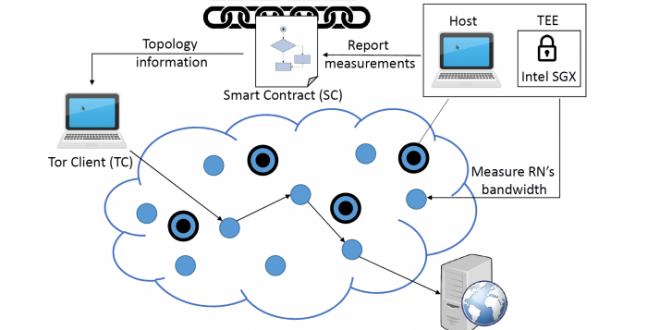 Topology
information
Smart Contract (SC)
Report
measurements
Host
TEE
Intel SGX
Tor Client (TC)
Measure RN's
bandwidth